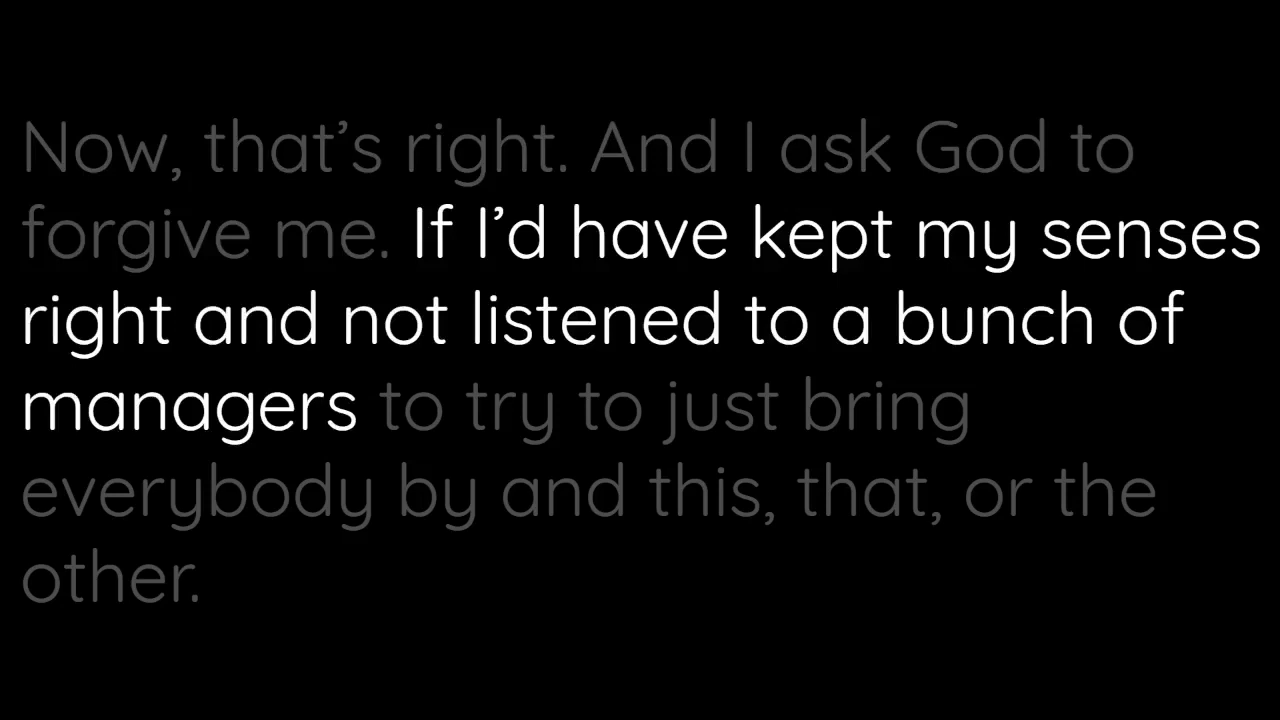 Now, that’s right. And I ask God to
forgive me. If I’d have kept my senses
right and not listened to a bunch of
managers to try to just bring
everybody by and this, that, or the
other.